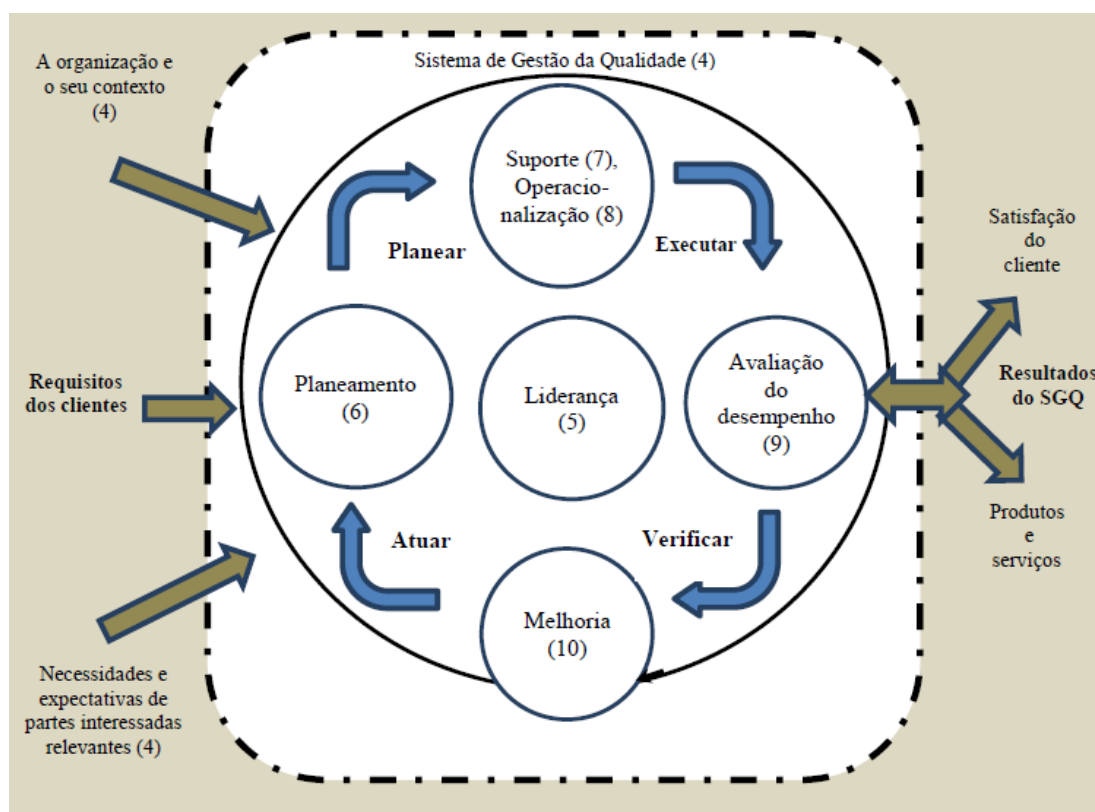 Sistema de Gestão da Qualidade (4)
A organização e
o seu contexto
(4)
Suporte (7),
Operacio-
nalização (8)
Planear
Executar
Satisfação
do
cliente
Requisitos
dos clientes
Planeamento
(6)
Liderança
(5)
Avaliação
do
desempenho
(9)
Resultados
do SGQ
Atuar
Verificar
Produtos
e
serviços
Melhoria
(10)
Necessidades e
expectativas de
partes interessadas
relevantes (4)